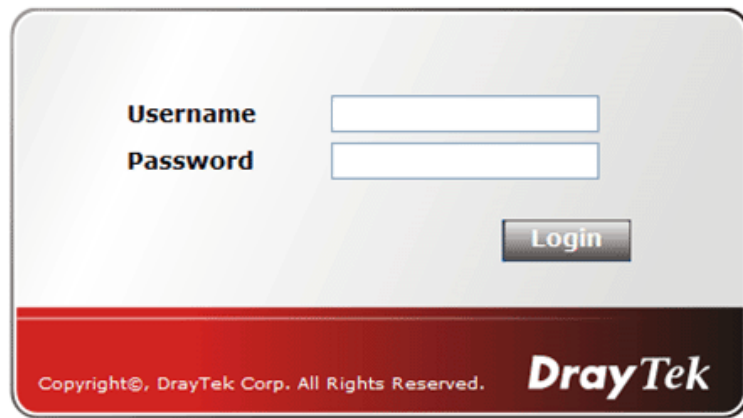 Username
Password
Login
Copyright©, DrayTek Corp. All Rights Reserved.
DrayTek